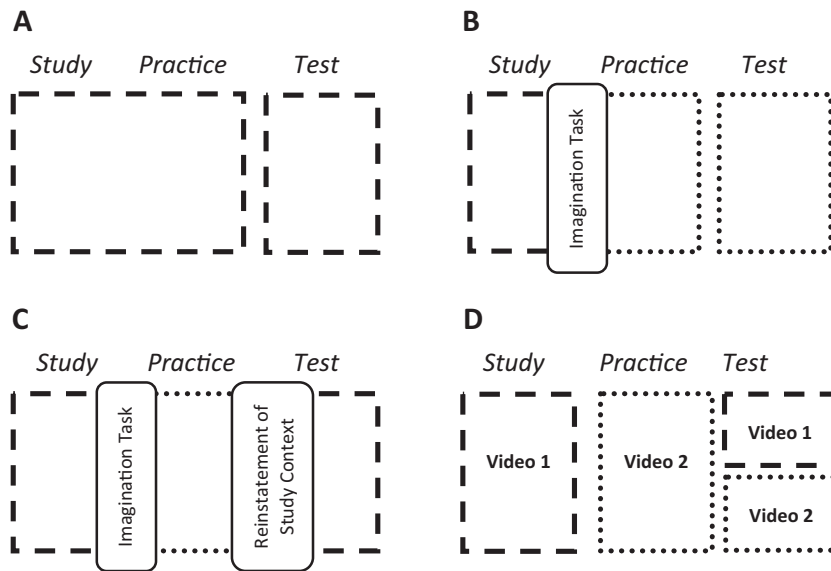 A
Study Practice Test
B
Study Practice Test
Imagination Task
C
Study Practice Test
Imagination Task
Reinstatement of
Study Context
D
Study Practice Test
Video 1
Video 2
Video 1
Video 2